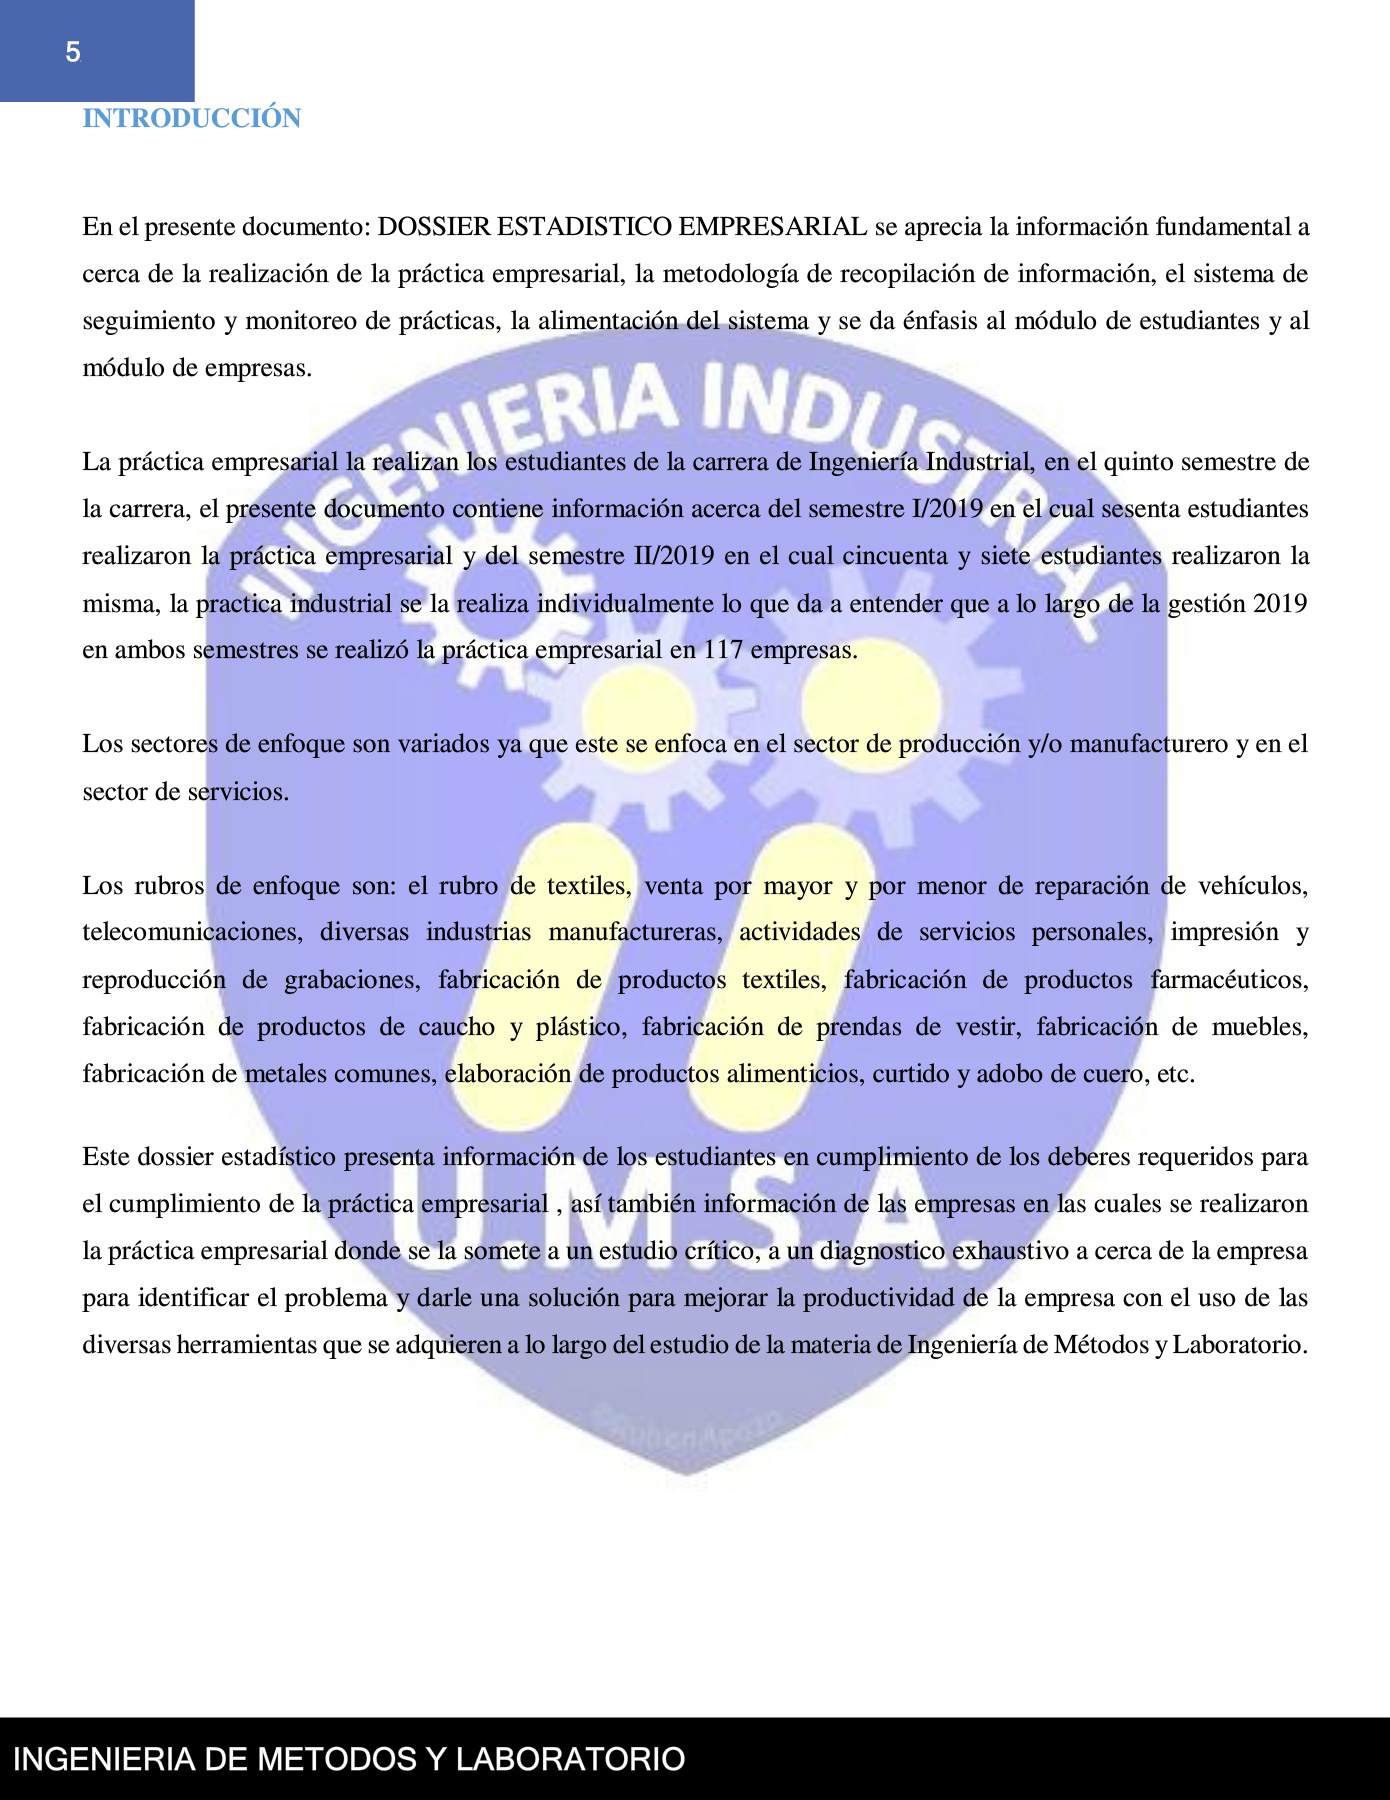 5
INTRODUCCIÓN
En el presente documento: DOSSIER ESTADISTICO EMPRESARIAL se aprecia la información fundamental a
cerca de la realización de la práctica empresarial, la metodología de recopilación de información, el sistema de
seguimiento y monitoreo de prácticas, la alimentación del sistema y se da énfasis al módulo de estudiantes y al
módulo de empresas.
INGENIERIA INDUSTRIAL
La práctica empresarial la realizan los estudiantes de la carrera de Ingeniería Industrial, en el quinto semestre de
la carrera, el presente documento contiene información acerca del semestre I/2019 en el cual sesenta estudiantes
realizaron la práctica empresarial y del semestre II/2019 en el cual cincuenta y siete estudiantes realizaron la
misma, la practica industrial se la realiza individualmente lo que da a entender que a lo largo de la gestión 2019
en ambos semestres se realizó la práctica empresarial en 117 empresas.
Los sectores de enfoque son variados ya que este se enfoca en el sector de producción y/o manufacturero y en el
sector de servicios.
Los rubros de enfoque son: el rubro de textiles, venta por mayor y por menor de reparación de vehículos,
telecomunicaciones, diversas industrias manufactureras, actividades de servicios personales, impresión y
reproducción de grabaciones, fabricación de productos textiles, fabricación de productos farmacéuticos,
fabricación de productos de caucho y plástico, fabricación de prendas de vestir, fabricación de muebles,
fabricación de metales comunes, elaboración de productos alimenticios, curtido y adobo de cuero, etc.
Este dossier estadístico presenta información de los estudiantes en cumplimiento de los deberes requeridos para
el cumplimiento de la práctica empresarial , así también información de las empresas en las cuales se realizaron
U.M.S.A.
la práctica empresarial donde se la somete a un estudio crítico, a un diagnostico exhaustivo a cerca de la empresa
para identificar el problema y darle una solución para mejorar la productividad de la empresa con el uso de las
diversas herramientas que se adquieren a lo largo del estudio de la materia de Ingeniería de Métodos y Laboratorio.
©RubenApaza
INGENIERIA DE METODOS Y LABORATORIO